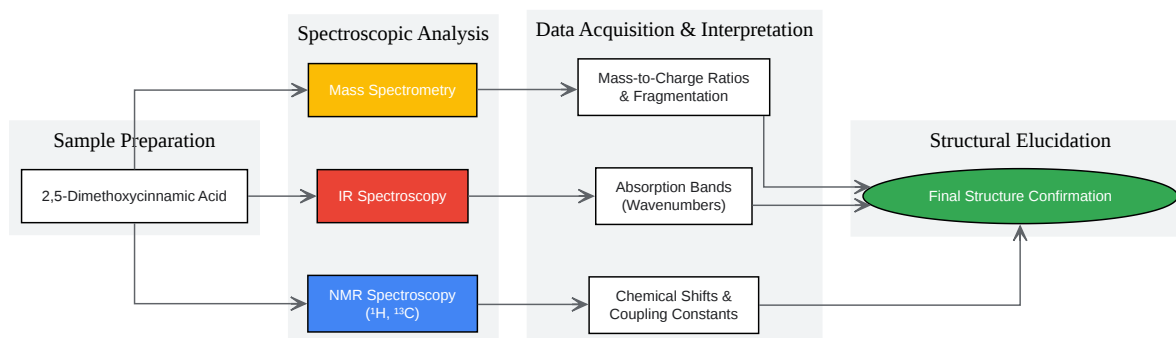 Sample Preparation
2,5-Dimethoxycinnamic Acid
Spectroscopic Analysis
Mass Spectrometry
IR Spectroscopy
NMR Spectroscopy
(¹H, ¹³C)
Data Acquisition & Interpretation
Mass-to-Charge Ratios
& Fragmentation
Absorption Bands
(Wavenumbers)
Chemical Shifts &
Coupling Constants
Structural Elucidation
Final Structure Confirmation